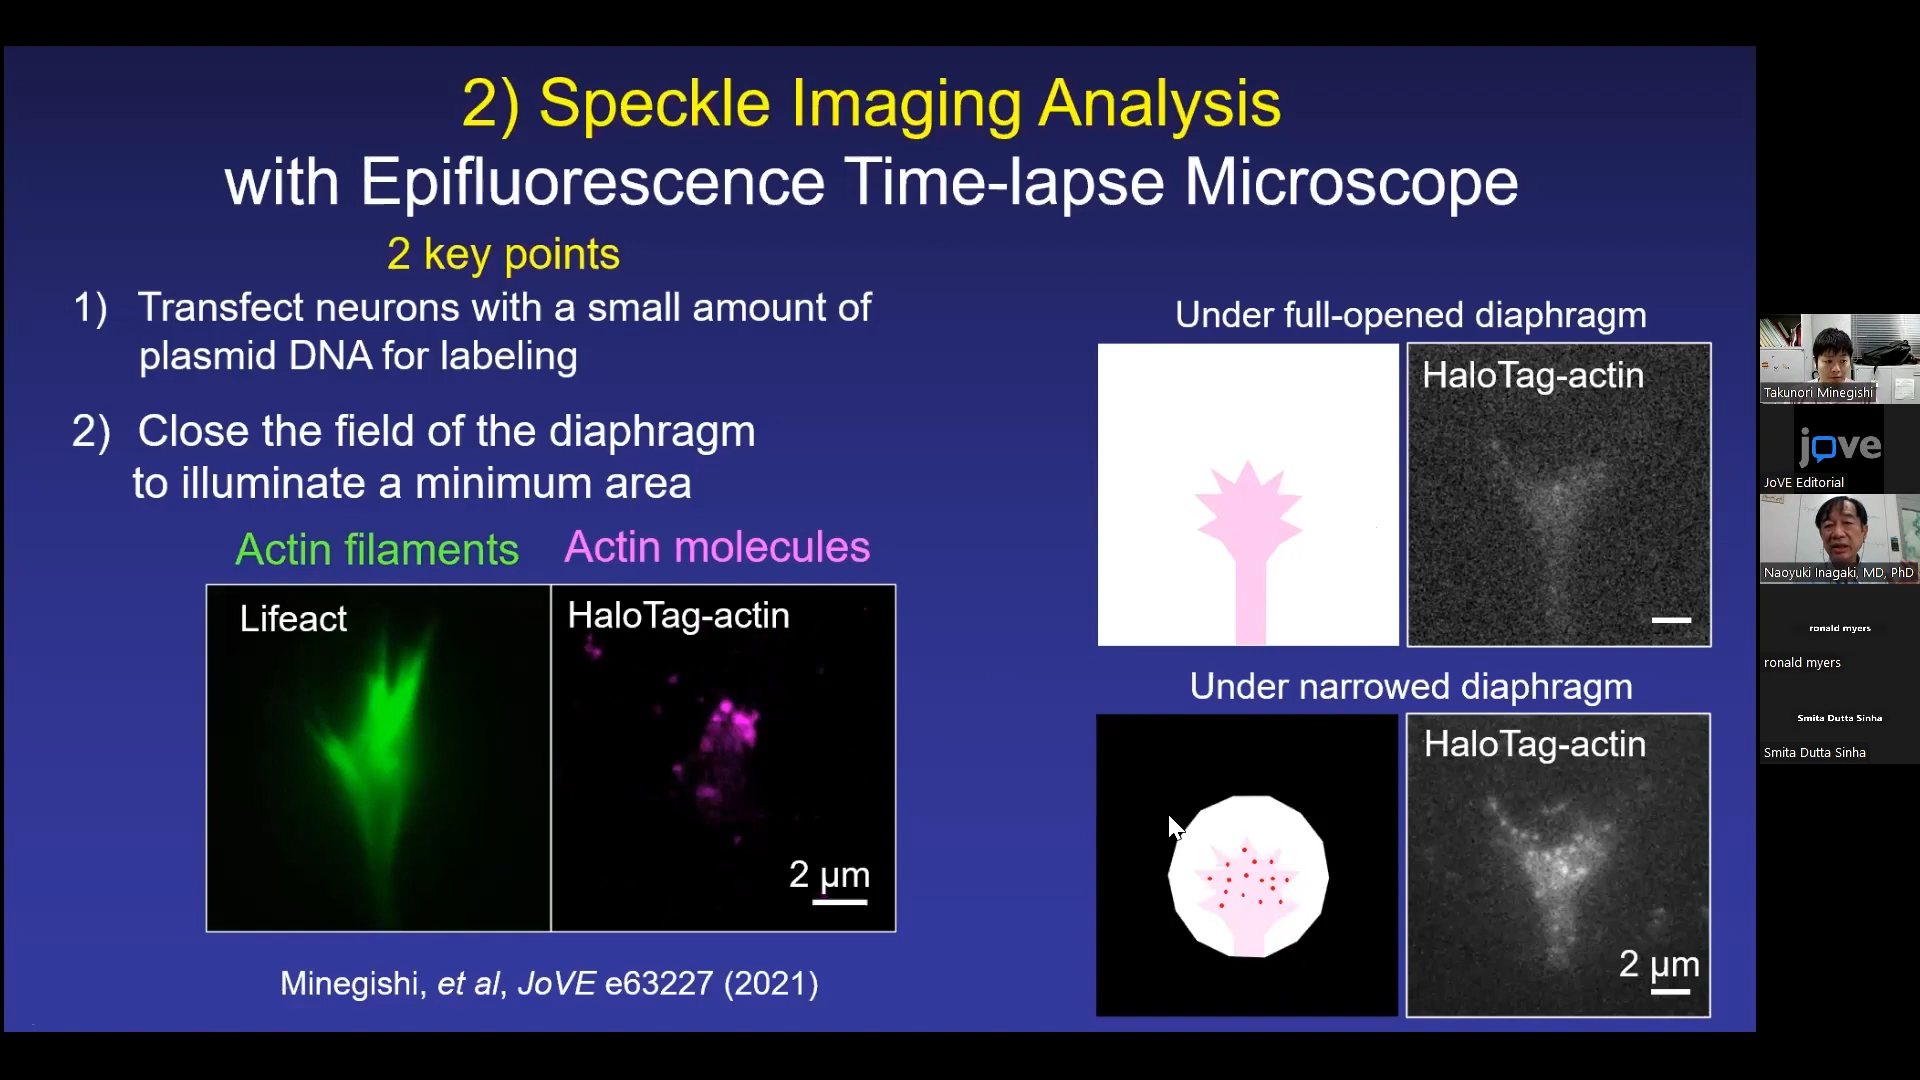 2) Speckle Imaging Analysis
with Epifluorescence Time-lapse Microscope
2 key points
1) Transfect neurons with a small amount of
plasmid DNA for labeling
2) Close the field of the diaphragm
to illuminate a minimum area
Actin filaments
Actin molecules
Lifeact
HaloTag-actin
2 µm
Minegishi, et al, JoVE e63227 (2021)
Under full-opened diaphragm
HaloTag-actin
Under narrowed diaphragm
HaloTag-actin
2 µm
Takunori Minegishi
jove
JoVE Editorial
Naoyuki Inagaki, MD, PhD
ronald myers
ronald myers
Smita Dutta Sinha
Smita Dutta Sinha